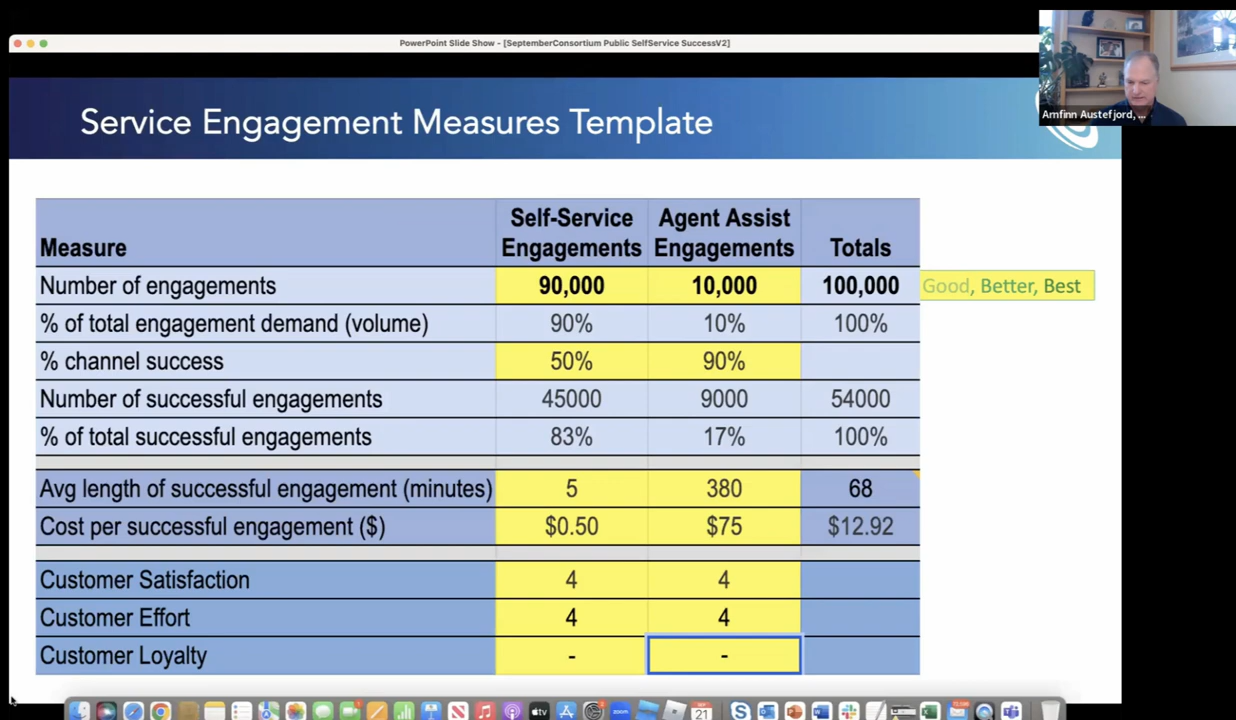 PowerPoint Slide Show - [SeptemberConsortium Public SelfService SuccessV2]
Arnfinn Austefjord, ...
Service Engagement Measures Template
Measure Self-Service Engagements Agent Assist Engagements Totals
Number of engagements 90,000 10,000 100,000 Good, Better, Best
% of total engagement demand (volume) 90% 10% 100%
% channel success 50% 90%
Number of successful engagements 45000 9000 54000
% of total successful engagements 83% 17% 100%
Avg length of successful engagement (minutes) 5 380 68
Cost per successful engagement ($) $0.50 $75 $12.92
Customer Satisfaction 4 4
Customer Effort 4 4
Customer Loyalty - -
tv zoom 21